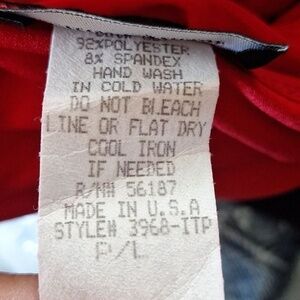 92%POLYESTER
8% SPANDEX
HAND WASH
IN COLD WATER
DO NOT BLEACH
LINE OR FLAT DRY
COOL IRON
IF NEEDED
R/N# 56187
MADE IN U.S.A
STYLE# 3968-ITP
P/L